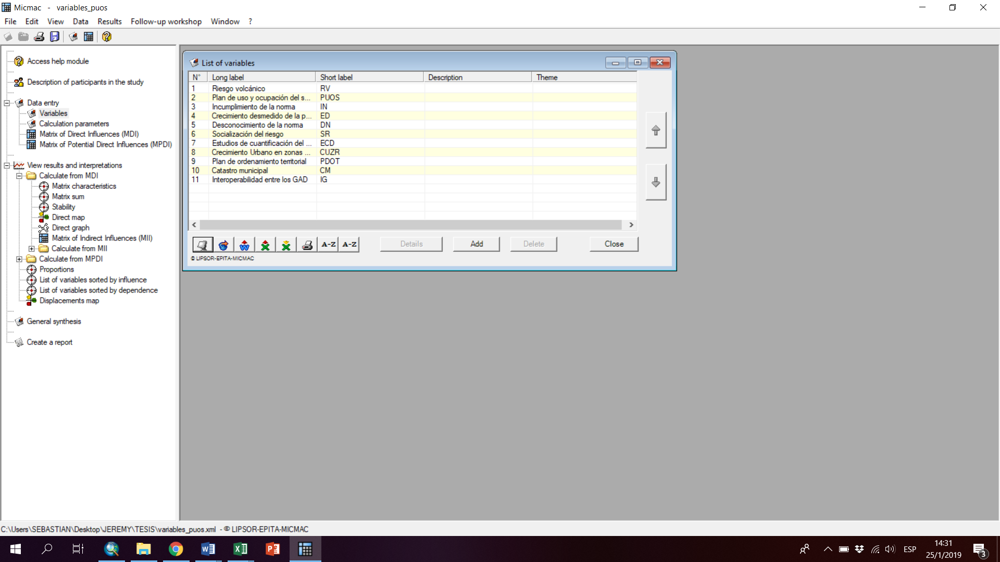 Micmac - variables_puos
File Edit View Data Results Follow-up workshop Window ?
Access help module
Description of participants in the study
Data entry
Variables
Calculation parameters
Matrix of Direct Influences (MDI)
Matrix of Potential Direct Influences (MPDI)
View results and interpretations
Calculate from MDI
Matrix characteristics
Matrix sum
Stability
Direct map
Direct graph
Matrix of Indirect Influences (MII)
Calculate from MII
Calculate from MPDI
Proportions
List of variables sorted by influence
List of variables sorted by dependence
Displacements map
General synthesis
Create a report
List of variables
N° Long label Short label Description Theme
1 Riesgo volcánico RV
2 Plan de uso y ocupación del s... PUOS
3 Incumplimiento de la norma IN
4 Crecimiento desmedido de la p... ED
5 Desconocimiento de la norma DN
6 Socialización del riesgo SR
7 Estudios de cuantificación del ... ECD
8 Crecimiento Urbano en zonas ... CUZR
9 Plan de ordenamiento territorial PDOT
10 Catastro municipal CM
11 Interoperabilidad entre los GAD IG
A-Z A-Z Details Add Delete Close
© LIPSOR-EPITA-MICMAC
C:\Users\SEBASTIAN\Desktop\JEREMY\TESIS\variables_puos.xml - © LIPSOR-EPITA-MICMAC
ESP
14:31
25/1/2019
3